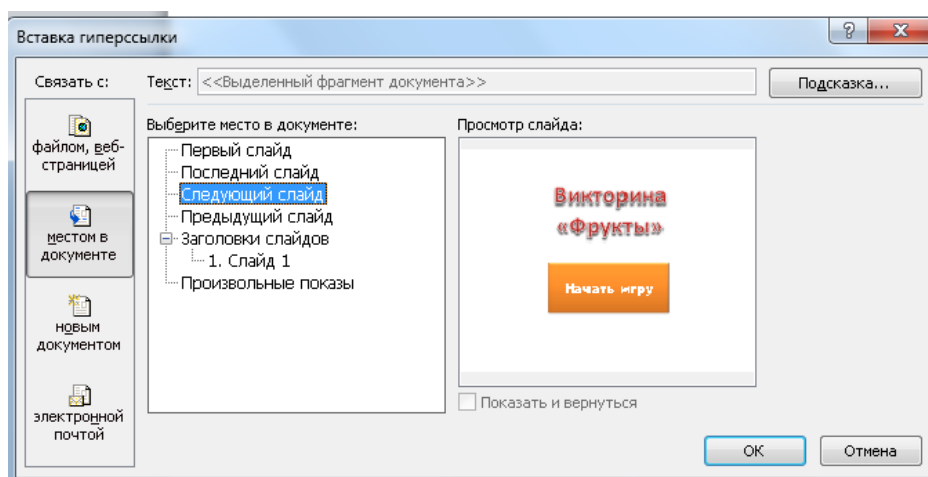 Вставка гиперссылки
Связать с:
Текст: <<Выделенный фрагмент документа>>
Подсказка...
файлом, веб-
страницей
местом в
документе
новым
документом
электронной
почтой
Выберите место в документе:
Первый слайд
Последний слайд
Следующий слайд
Предыдущий слайд
Заголовки слайдов
1. Слайд 1
Произвольные показы
Просмотр слайда:
Викторина
«Фрукты»
Начать игру
Показать и вернуться
ОК
Отмена